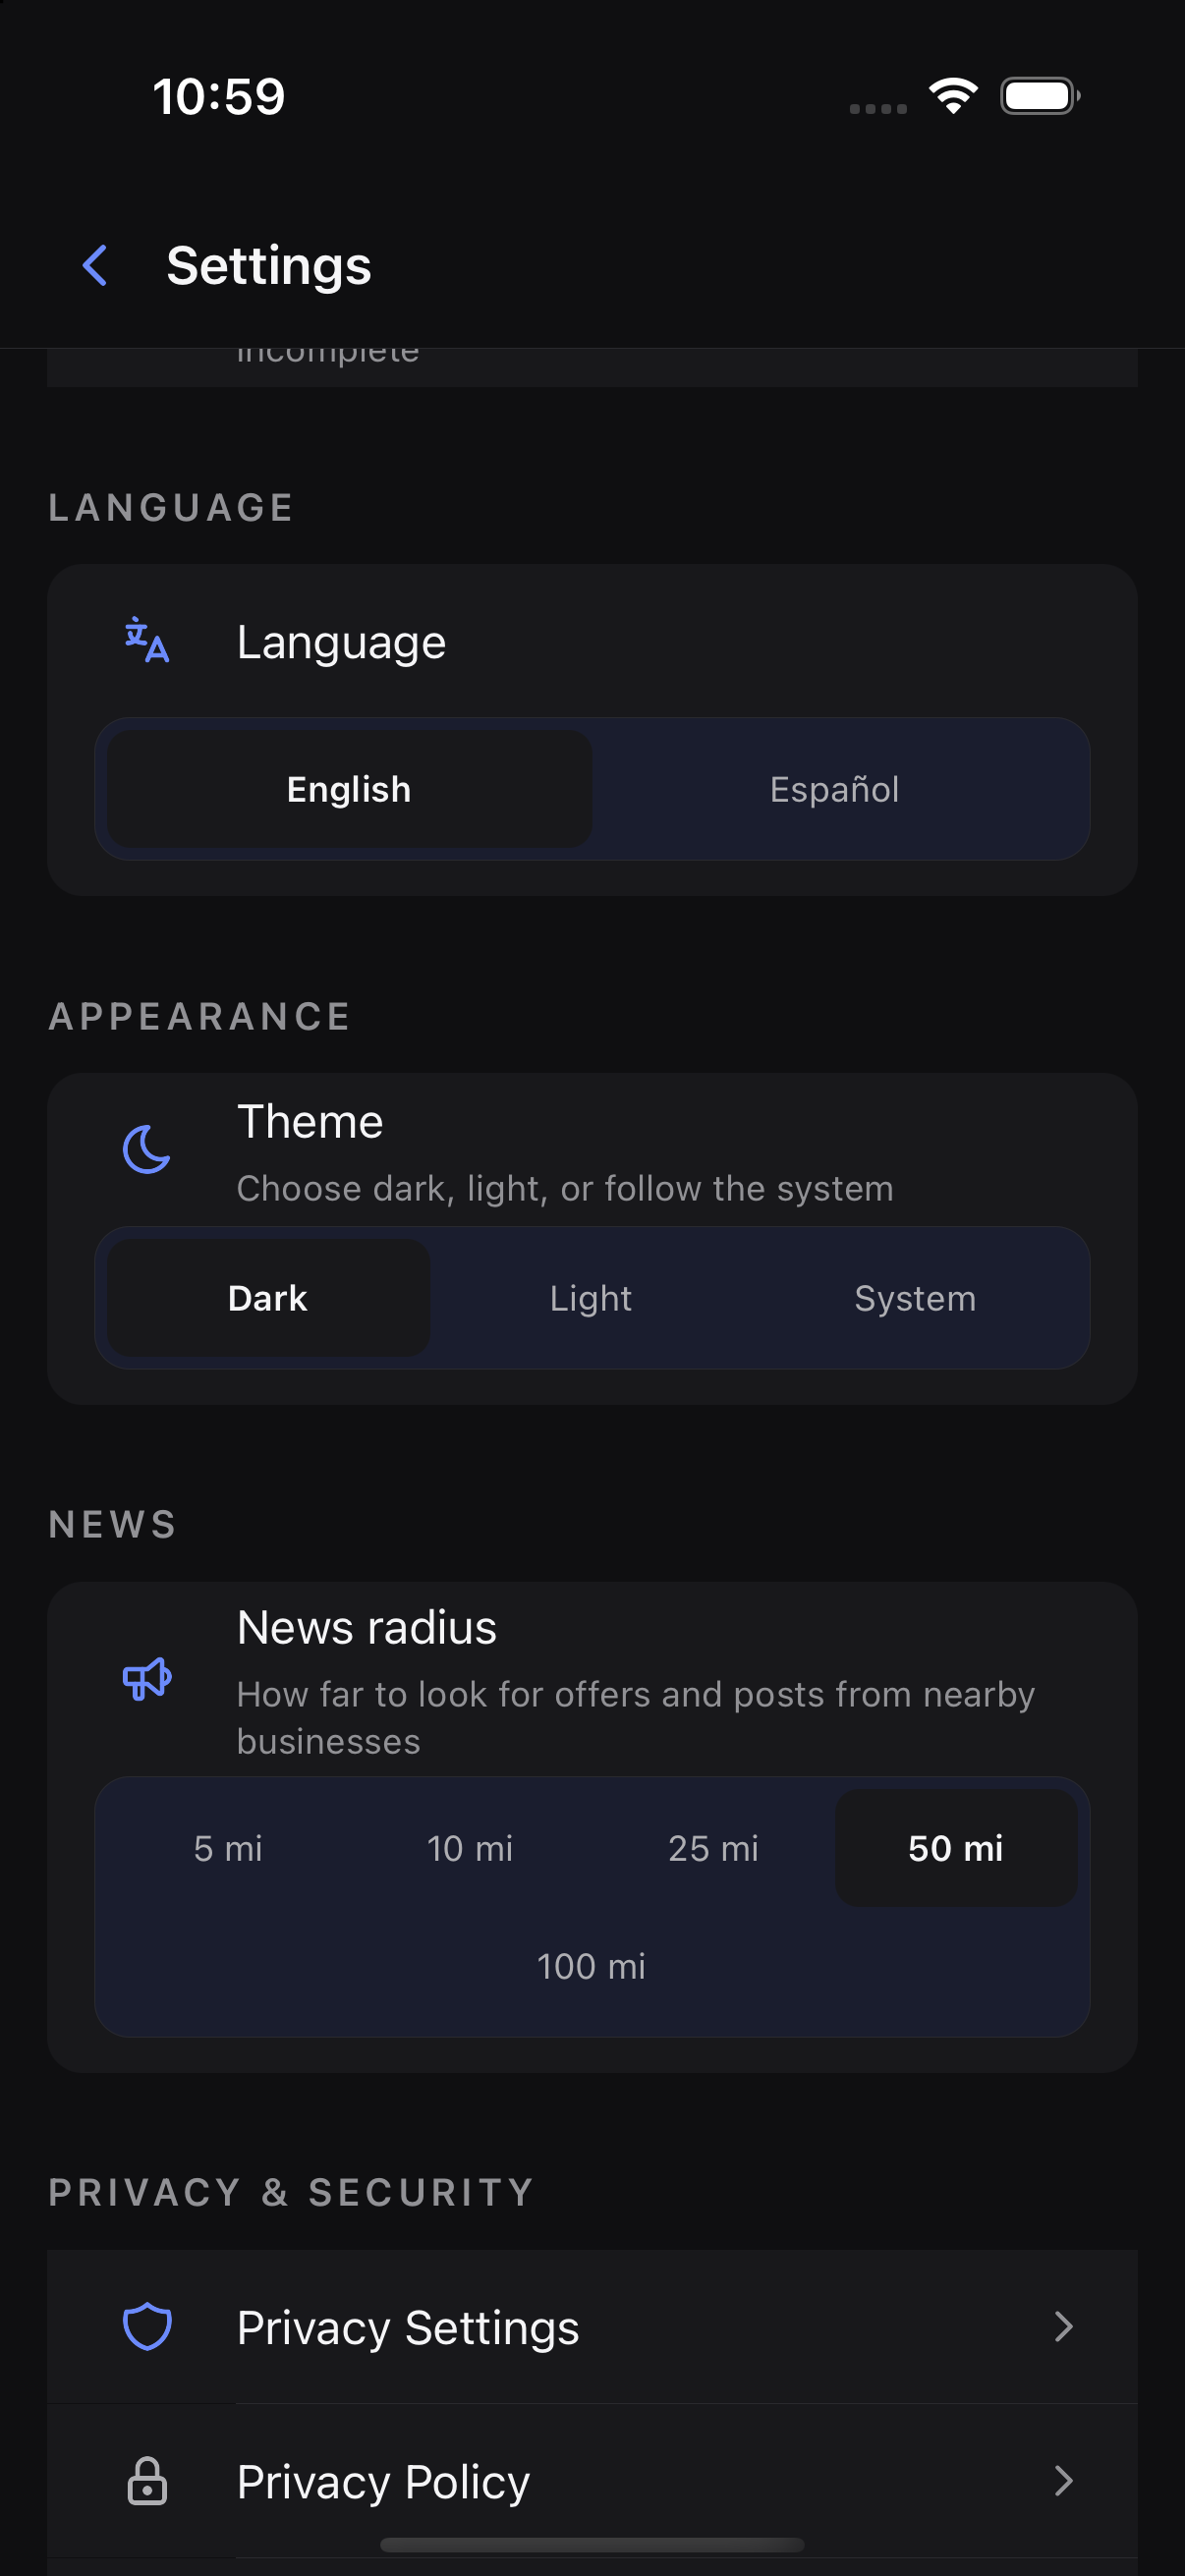 10:59
Settings
incomplete
LANGUAGE
Language
English
Español
APPEARANCE
Theme
Choose dark, light, or follow the system
Dark
Light
System
NEWS
News radius
How far to look for offers and posts from nearby
businesses
5 mi
10 mi
25 mi
50 mi
100 mi
PRIVACY & SECURITY
Privacy Settings
Privacy Policy